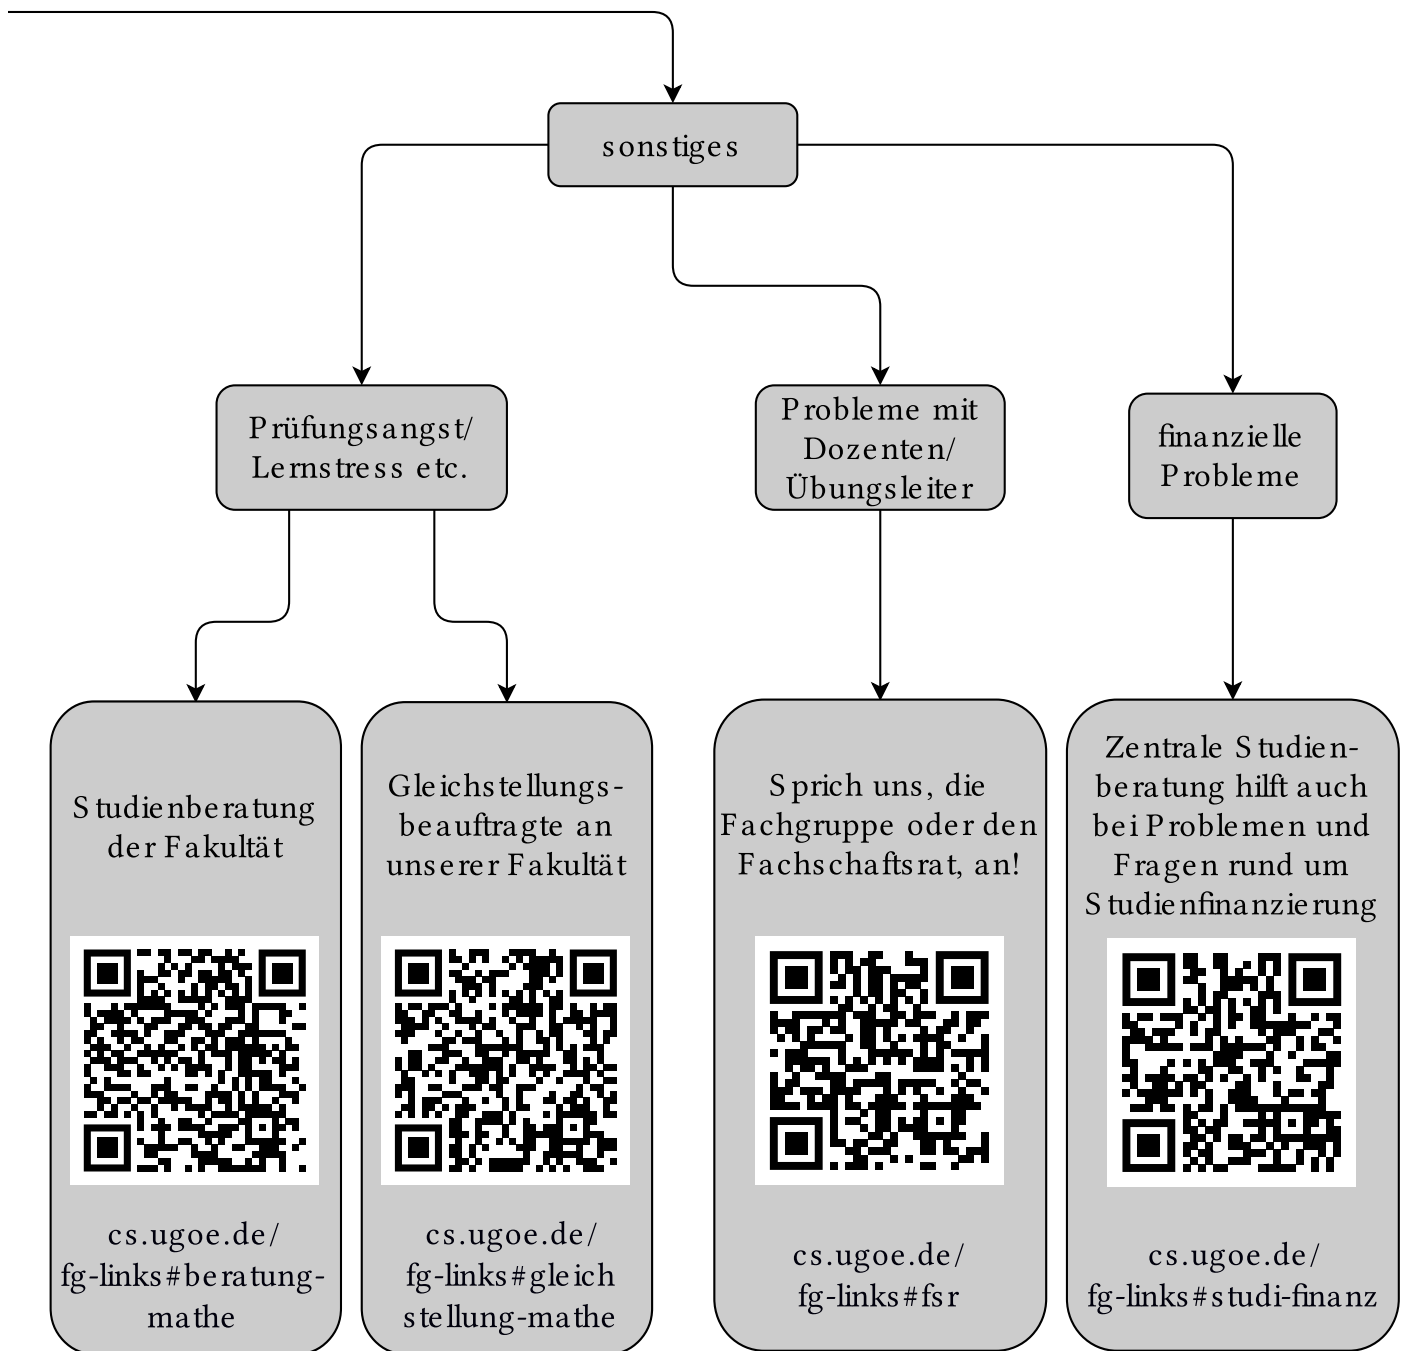 sonstiges
Prüfungsangst/
Lernstress etc.
Probleme mit
Dozenten/
Übungsleiter
finanzielle
Probleme
Studienberatung
der Fakultät
Gleichstellungs-
beauftragte an
unserer Fakultät
Sprich uns, die
Fachgruppe oder den
Fachschaftsrat, an!
Zentrale Studien-
beratung hilft auch
bei Problemen und
Fragen rund um
Studienfinanzierung
cs.ugoe.de/
fg-links#beratung-
mathe
cs.ugoe.de/
fg-links#gleich
stellung-mathe
cs.ugoe.de/
fg-links#fsr
cs.ugoe.de/
fg-links#studi-finanz